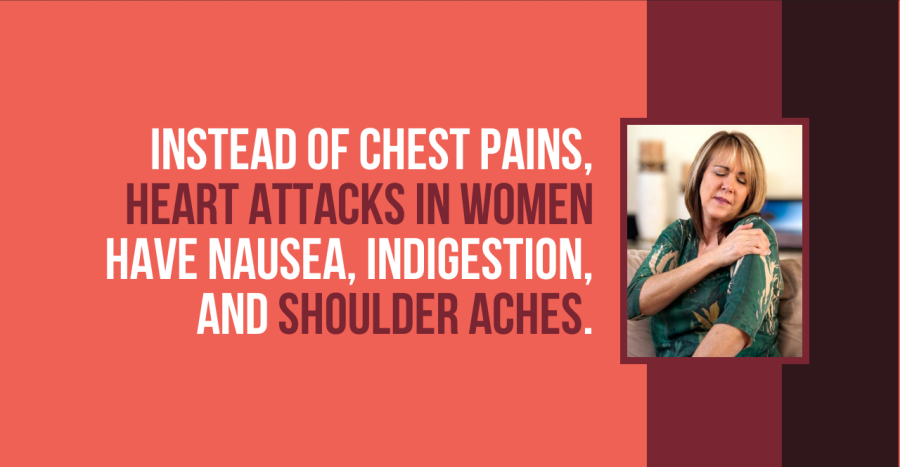 INSTEAD OF CHEST PAINS,
HEART ATTACKS IN WOMEN
HAVE NAUSEA, INDIGESTION,
AND SHOULDER ACHES.